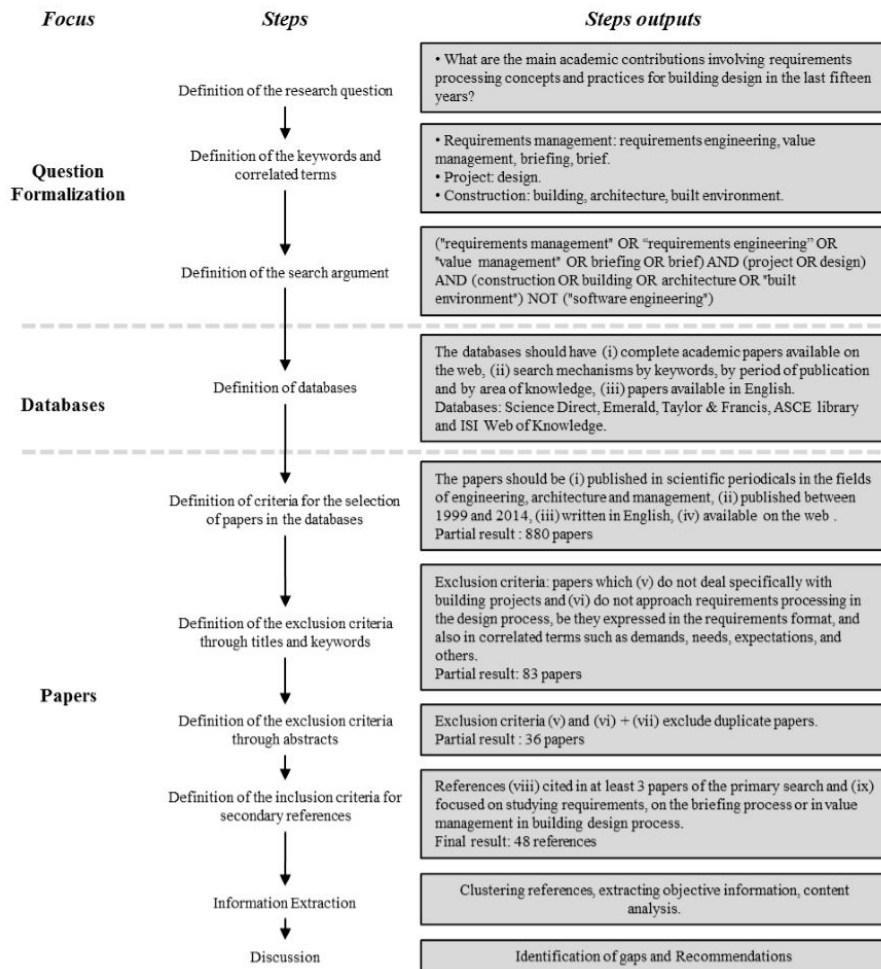 Focus Steps Steps outputs
Definition of the research question
• What are the main academic contributions involving requirements
processing concepts and practices for building design in the last fifteen
years?
Question
Formalization
Definition of the keywords and
correlated terms
• Requirements management: requirements engineering, value
management, briefing, brief.
• Project: design.
• Construction: building, architecture, built environment.
Definition of the search argument
("requirements management" OR “requirements engineering” OR
"value management" OR briefing OR brief) AND (project OR design)
AND (construction OR building OR architecture OR "built
environment") NOT ("software engineering")
Databases
Definition of databases
The databases should have (i) complete academic papers available on
the web, (ii) search mechanisms by keywords, by period of publication
and by area of knowledge, (iii) papers available in English.
Databases: Science Direct, Emerald, Taylor & Francis, ASCE library
and ISI Web of Knowledge.
Papers
Definition of criteria for the selection
of papers in the databases
The papers should be (i) published in scientific periodicals in the fields
of engineering, architecture and management, (ii) published between
1999 and 2014, (iii) written in English, (iv) available on the web .
Partial result : 880 papers
Definition of the exclusion criteria
through titles and keywords
Exclusion criteria: papers which (v) do not deal specifically with
building projects and (vi) do not approach requirements processing in
the design process, be they expressed in the requirements format, and
also in correlated terms such as demands, needs, expectations, and
others.
Partial result: 83 papers
Definition of the exclusion criteria
through abstracts
Exclusion criteria (v) and (vi) + (vii) exclude duplicate papers.
Partial result : 36 papers
Definition of the inclusion criteria for
secondary references
References (viii) cited in at least 3 papers of the primary search and (ix)
focused on studying requirements, on the briefing process or in value
management in building design process.
Final result: 48 references
Information Extraction
Clustering references, extracting objective information, content
analysis.
Discussion
Identification of gaps and Recommendations